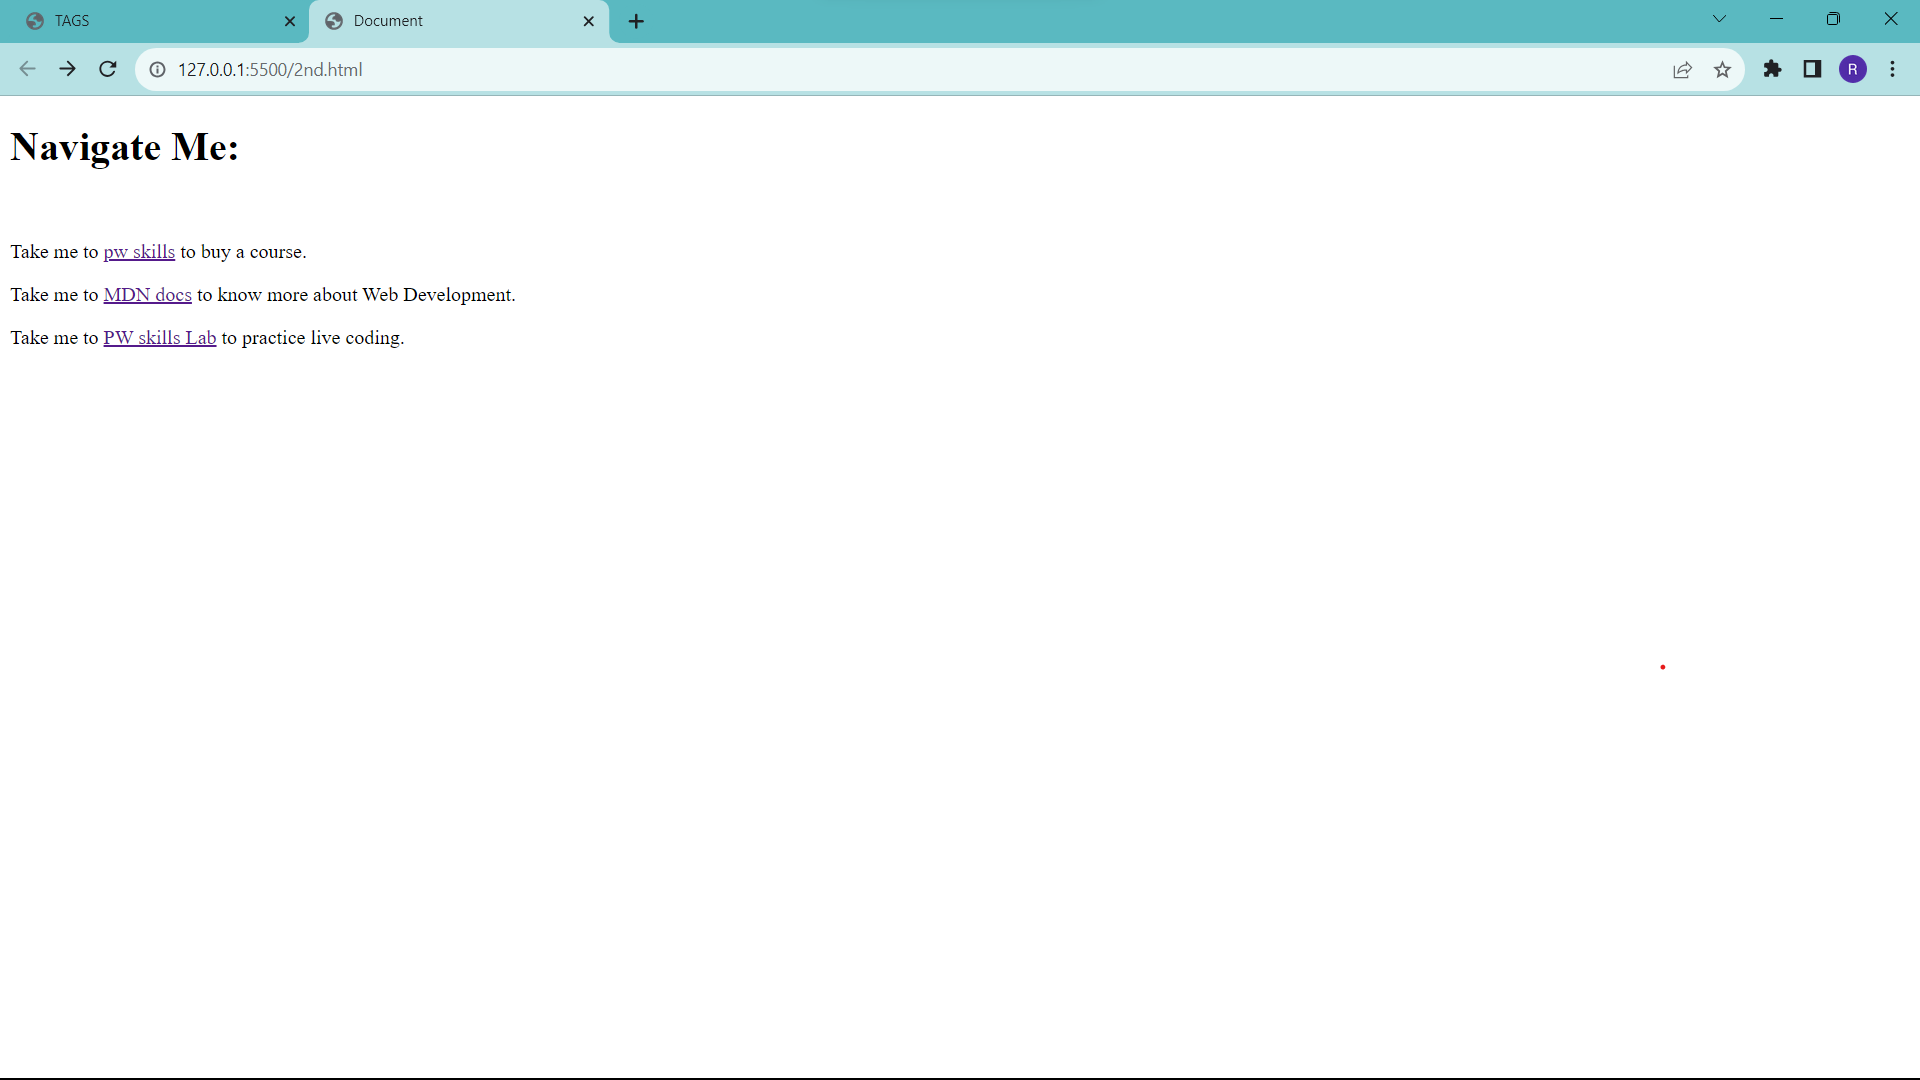 TAGS
Document
127.0.0.1:5500/2nd.html
R
Navigate Me:
Take me to pw skills to buy a course.
Take me to MDN docs to know more about Web Development.
Take me to PW skills Lab to practice live coding.